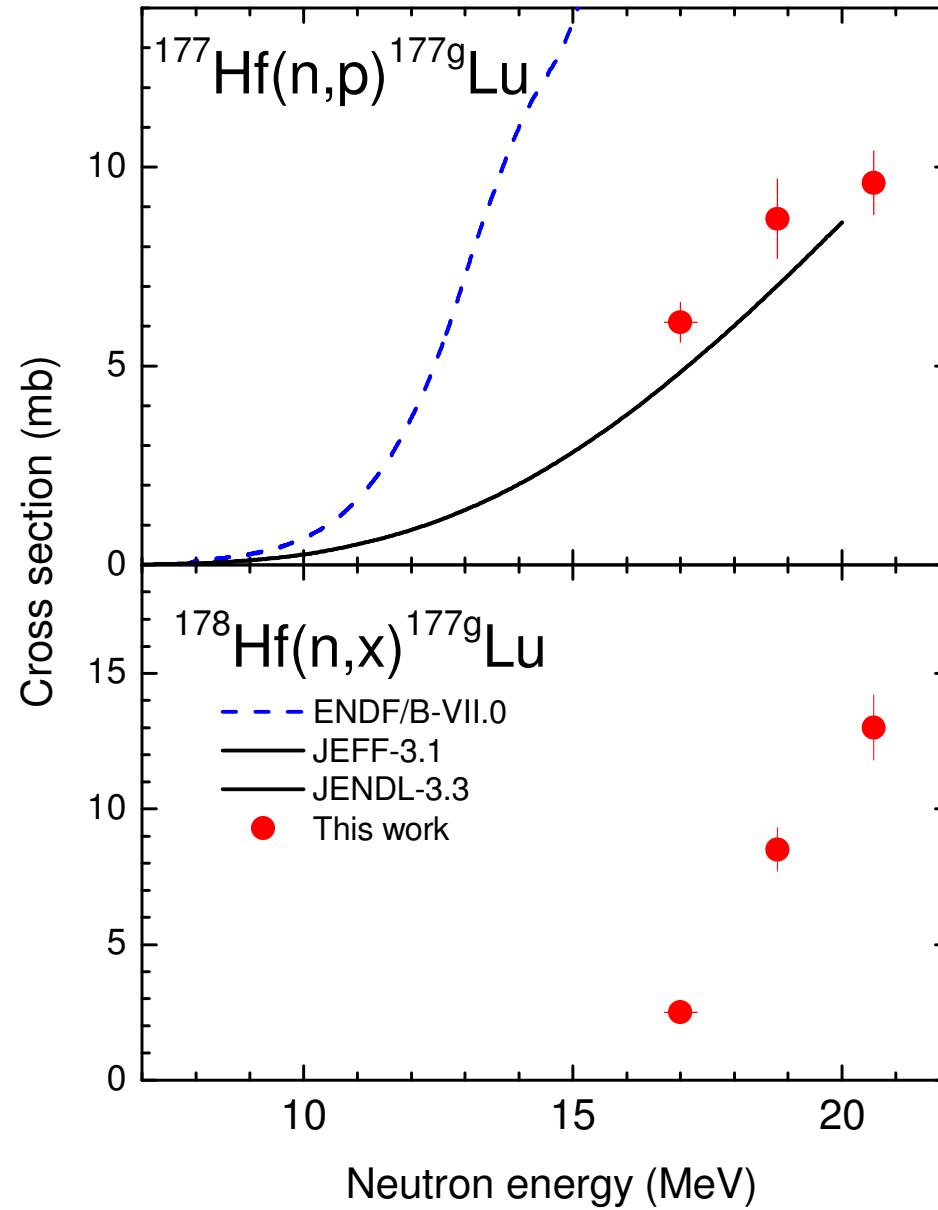 ¹⁷⁷Hf(n,p)¹⁷⁷ᵍLu
10
5
0
Cross section (mb)
¹⁷⁸Hf(n,x)¹⁷⁷ᵍLu
15
ENDF/B-VII.0
JEFF-3.1
JENDL-3.3
10
This work
5
0
10 15 20
Neutron energy (MeV)